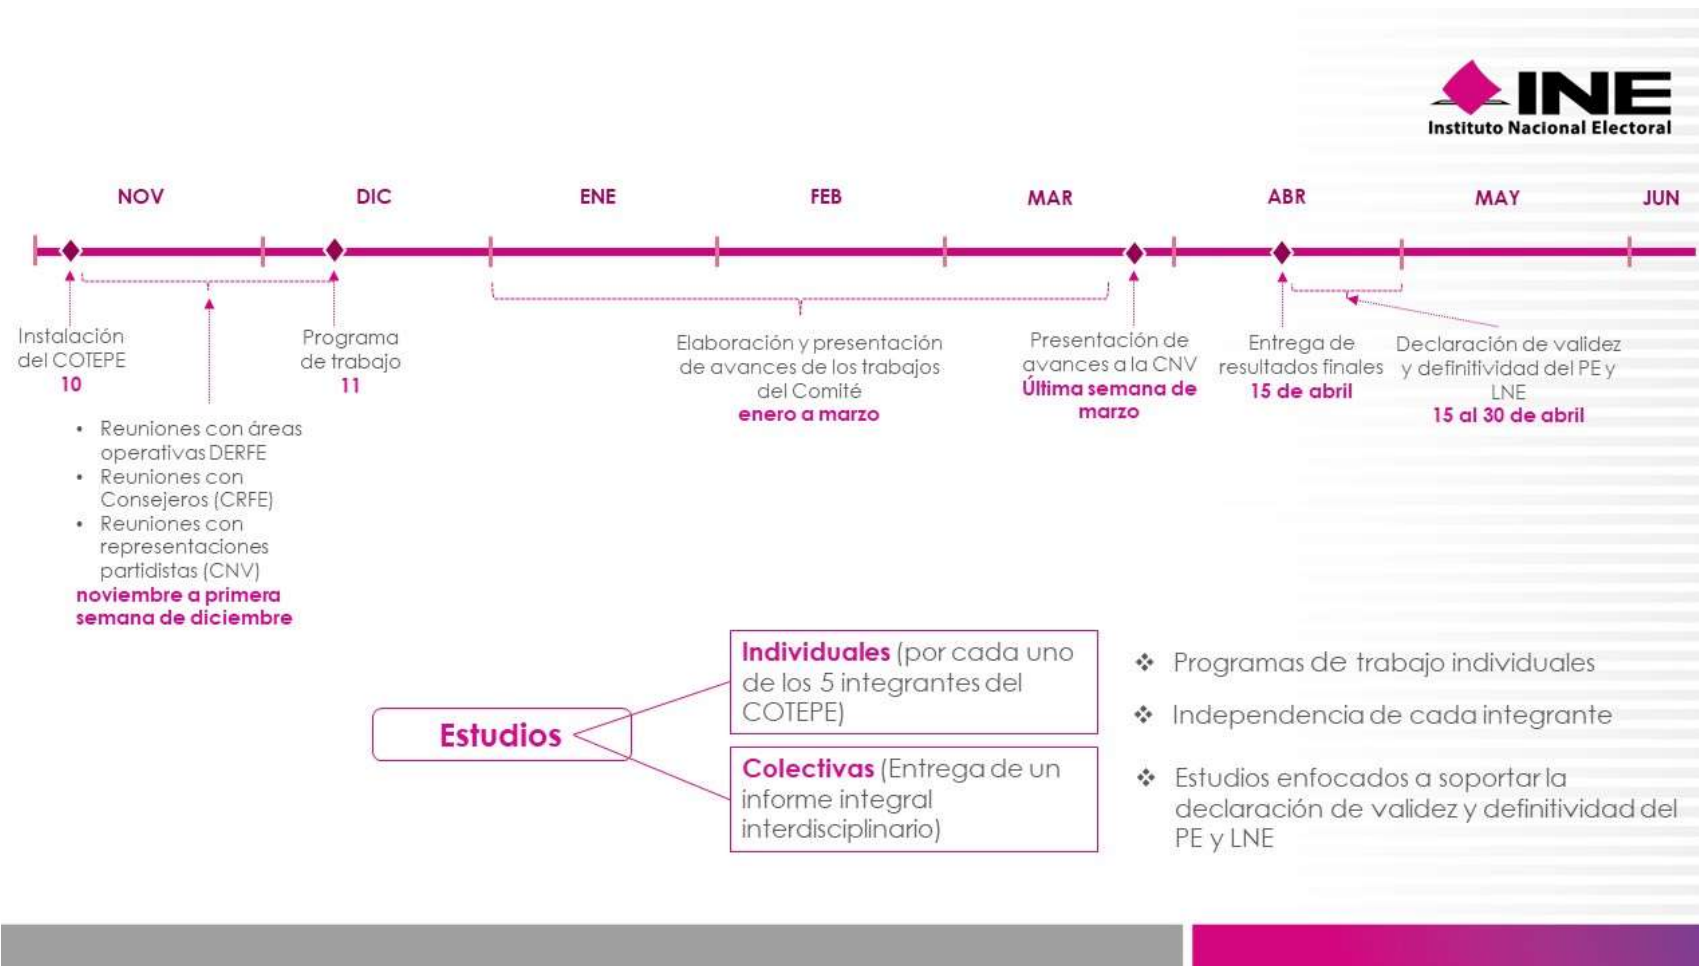 INE
Instituto Nacional Electoral
NOV
DIC
ENE
FEB
MAR
ABR
MAY
JUN
Instalación
del COTEPE
10
Programa
de trabajo
11
Elaboración y presentación
de avances de los trabajos
del Comité
enero a marzo
Presentación de
avances a la CNV
Última semana de
marzo
Entrega de
resultados finales
15 de abril
Declaración de validez
y definitividad del PE y
LNE
15 al 30 de abril
• Reuniones con áreas
operativas DERFE
• Reuniones con
Consejeros (CRFE)
• Reuniones con
representaciones
partidistas (CNV)
noviembre a primera
semana de diciembre
Estudios
Individuales (por cada uno
de los 5 integrantes del
COTEPE)
Colectivas (Entrega de un
informe integral
interdisciplinario)
❖ Programas de trabajo individuales
❖ Independencia de cada integrante
❖ Estudios enfocados a soportar la
declaración de validez y definitividad del
PE y LNE